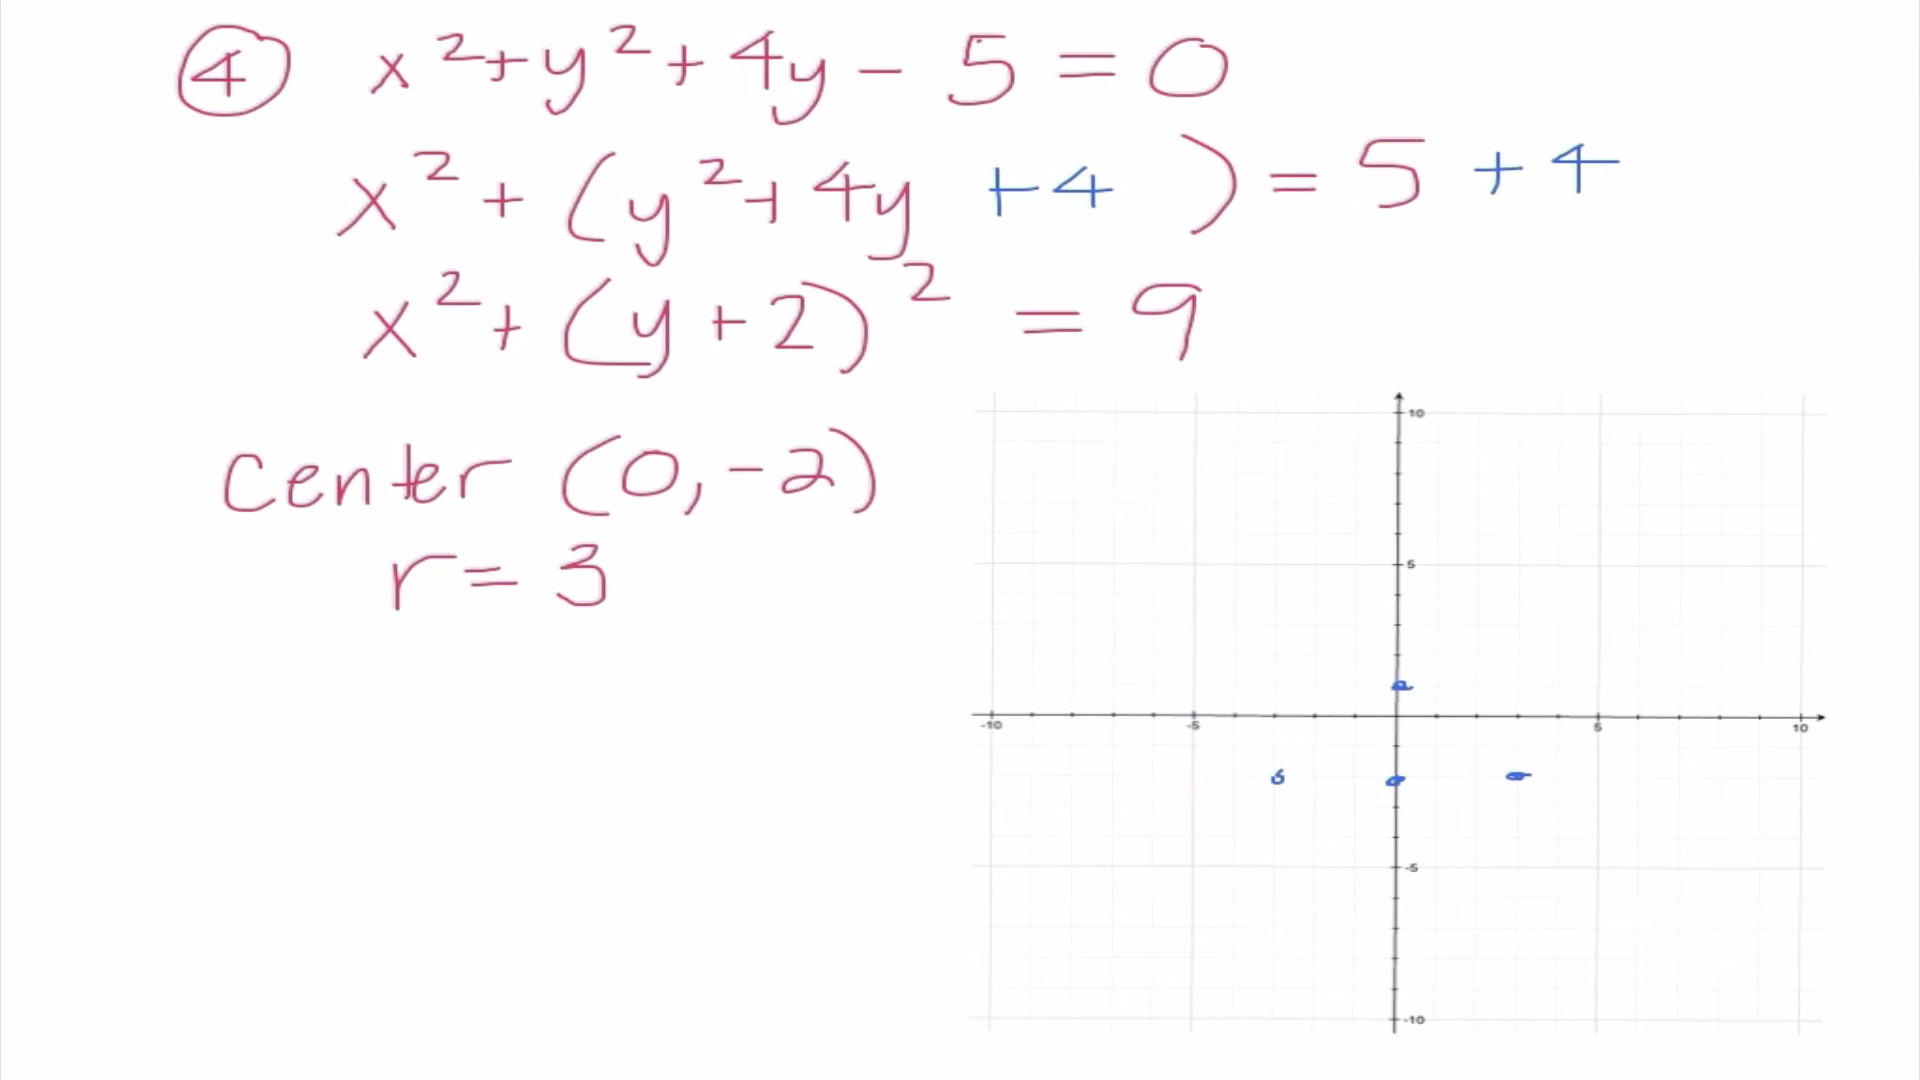 ④ x²+y²+4y-5=0
x²+(y²+4y+4)=5+4
x²+(y+2)²=9
center (0,-2)
r=3
10
5
-10 -5 5 10
-5
-10